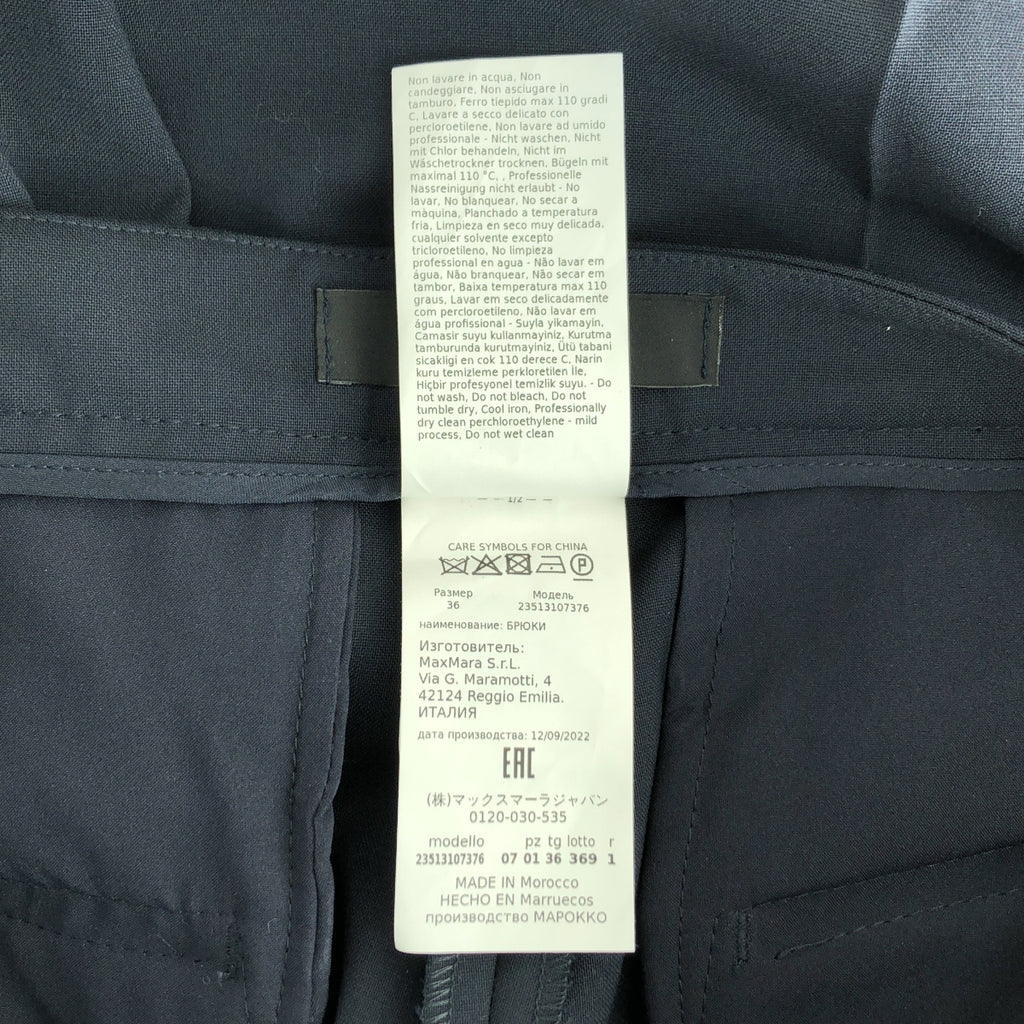 Non lavare in acqua, Non
candeggiare, Non asciugare in
tamburo, Ferro tiepido max 110 gradi
C, Lavare a secco delicato con
percloroetilene, Non lavare ad umido
professionale - Nicht waschen, Nicht
mit Chlor behandeln, Nicht im
Wäschetrockner trocknen, Bügeln mit
maximal 110 °C, , Professionelle
Nassreinigung nicht erlaubt - No
lavar, No blanquear, No secar a
màquina, Planchado a temperatura
fria, Limpieza en seco muy delicada,
cualquier solvente excepto
tricloroetileno, No limpieza
professional en agua - Não lavar em
água, Não branquear, Não secar em
tambor, Baixa temperatura max 110
graus, Lavar em seco delicadamente
com percloroetileno, Não lavar em
água profissional - Suyla yikamayin,
Camasir suyu kullanmayiniz, Kurutma
tamburunda kurutmayiniz, Ütü tabani
sicakligi en cok 110 derece C, Narin
kuru temizleme perkloretilen İle,
Hiçbir profesyonel temizlik suyu. - Do
not wash, Do not bleach, Do not
tumble dry, Cool iron, Professionally
dry clean perchloroethylene - mild
process, Do not wet clean
— — 1/2 — —
CARE SYMBOLS FOR CHINA
P
Размер Модель
36 23513107376
наименование: БРЮКИ
Изготовитель:
MaxMara S.r.L.
Via G. Maramotti, 4
42124 Reggio Emilia.
ИТАЛИЯ
дата производства: 12/09/2022
EAC
(株)マックスマーラジャパン
0120-030-535
modello pz tg lotto r
23513107376 07 01 36 369 1
MADE IN Morocco
HECHO EN Marruecos
производство МАРОККО